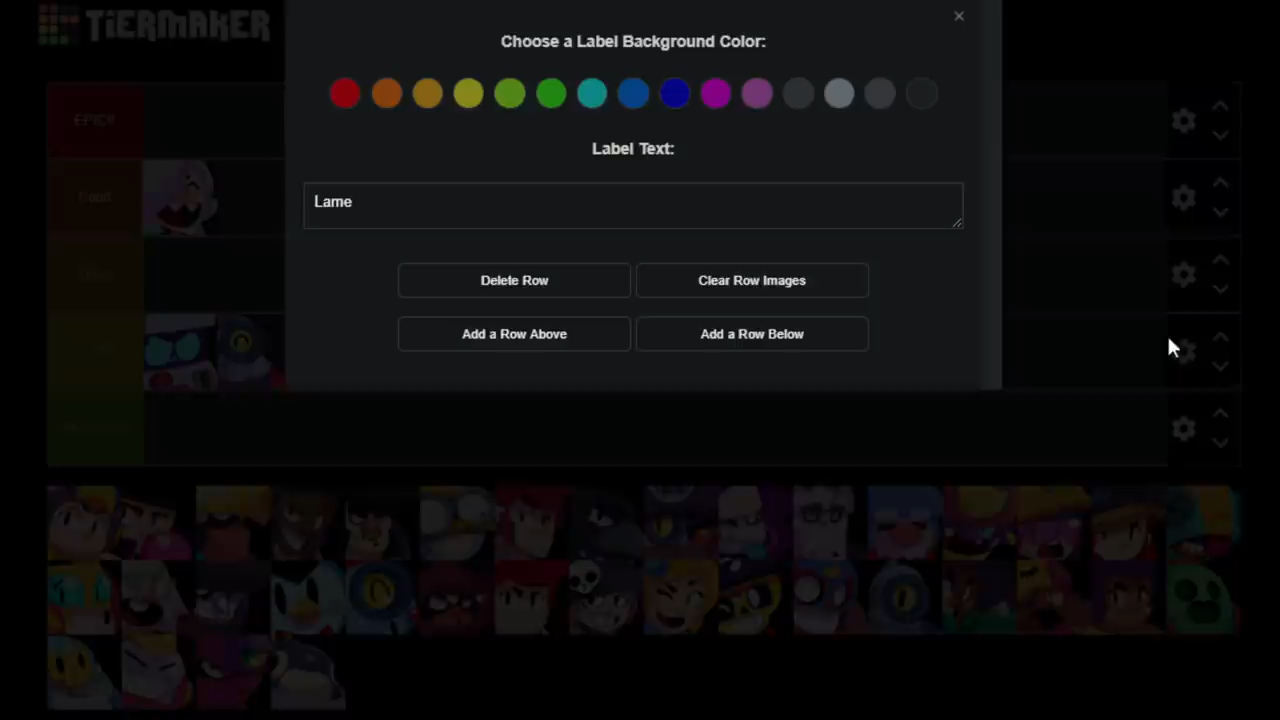 TiERMAKER
×
Choose a Label Background Color:
EPIC!!
Label Text:
Good
Lame
Delete Row
Clear Row Images
Add a Row Above
Add a Row Below